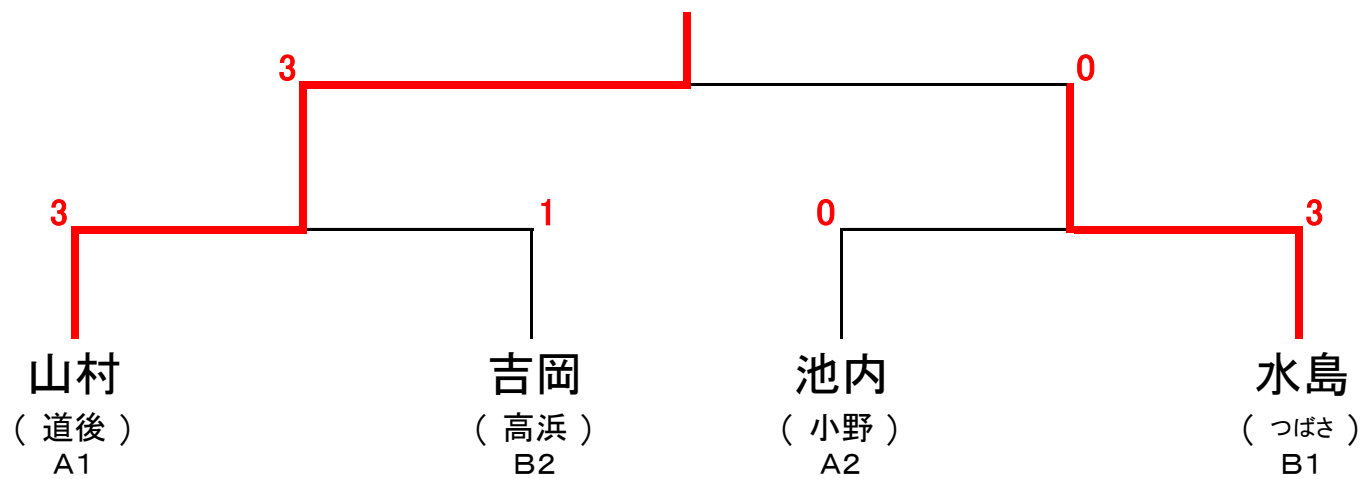 3 0
3 1 0 3
山村 吉岡 池内 水島
( 道後 ) ( 高浜 ) ( 小野 ) ( つばさ )
A1 B2 A2 B1